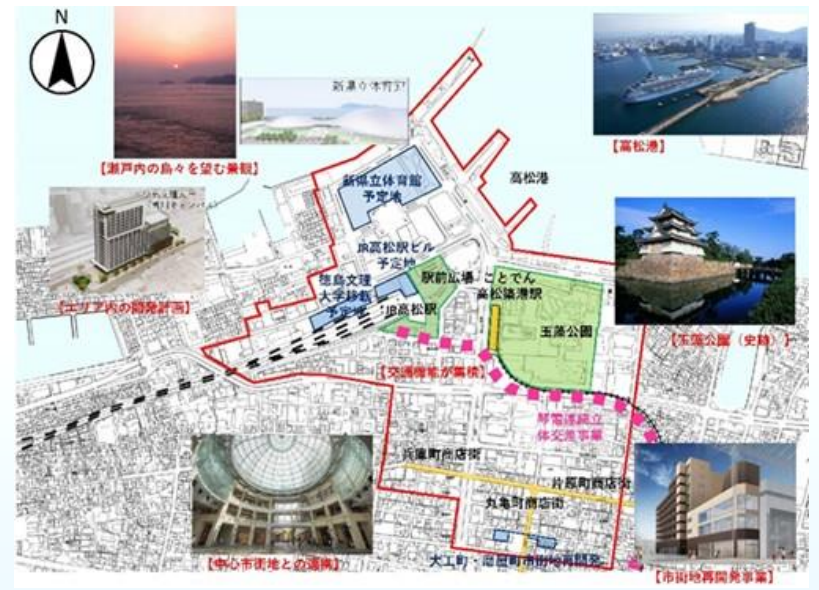 N
新県立体育館
【瀬戸内の島々を望む景観】
【高松港】
新県立体育館
予定地
高松港
JR高松駅ビル
予定地
徳島文理
大学移転
予定地
駅前広場
ことでん
高松築港駅
JR高松駅
玉藻公園
【エリア内の開発計画】
【玉藻公園（史跡）】
【交通機能が集積】
琴電連続立
体交差事業
兵庫町商店街
片原町商店街
丸亀町商店街
大工町・磨屋町市街地再開発
【中心市街地との連携】
【市街地再開発事業】